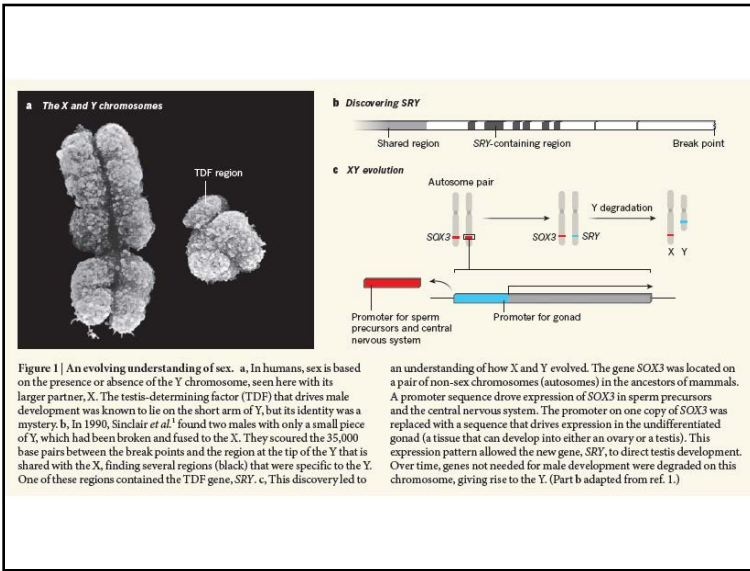 a The X and Y chromosomes
TDF region
b Discovering SRY
Shared region
SRY-containing region
Break point
c XY evolution
Autosome pair
Y degradation
SOX3
SOX3
SRY
X Y
Promoter for sperm
precursors and central
nervous system
Promoter for gonad
Figure 1 | An evolving understanding of sex. a, In humans, sex is based
on the presence or absence of the Y chromosome, seen here with its
larger partner, X. The testis-determining factor (TDF) that drives male
development was known to lie on the short arm of Y, but its identity was a
mystery. b, In 1990, Sinclair et al.¹ found two males with only a small piece
of Y, which had been broken and fused to the X. They scoured the 35,000
base pairs between the break points and the region at the tip of the Y that is
shared with the X, finding several regions (black) that were specific to the Y.
One of these regions contained the TDF gene, SRY. c, This discovery led to
an understanding of how X and Y evolved. The gene SOX3 was located on
a pair of non-sex chromosomes (autosomes) in the ancestors of mammals.
A promoter sequence drove expression of SOX3 in sperm precursors
and the central nervous system. The promoter on one copy of SOX3 was
replaced with a sequence that drives expression in the undifferentiated
gonad (a tissue that can develop into either an ovary or a testis). This
expression pattern allowed the new gene, SRY, to direct testis development.
Over time, genes not needed for male development were degraded on this
chromosome, giving rise to the Y. (Part b adapted from ref. 1.)